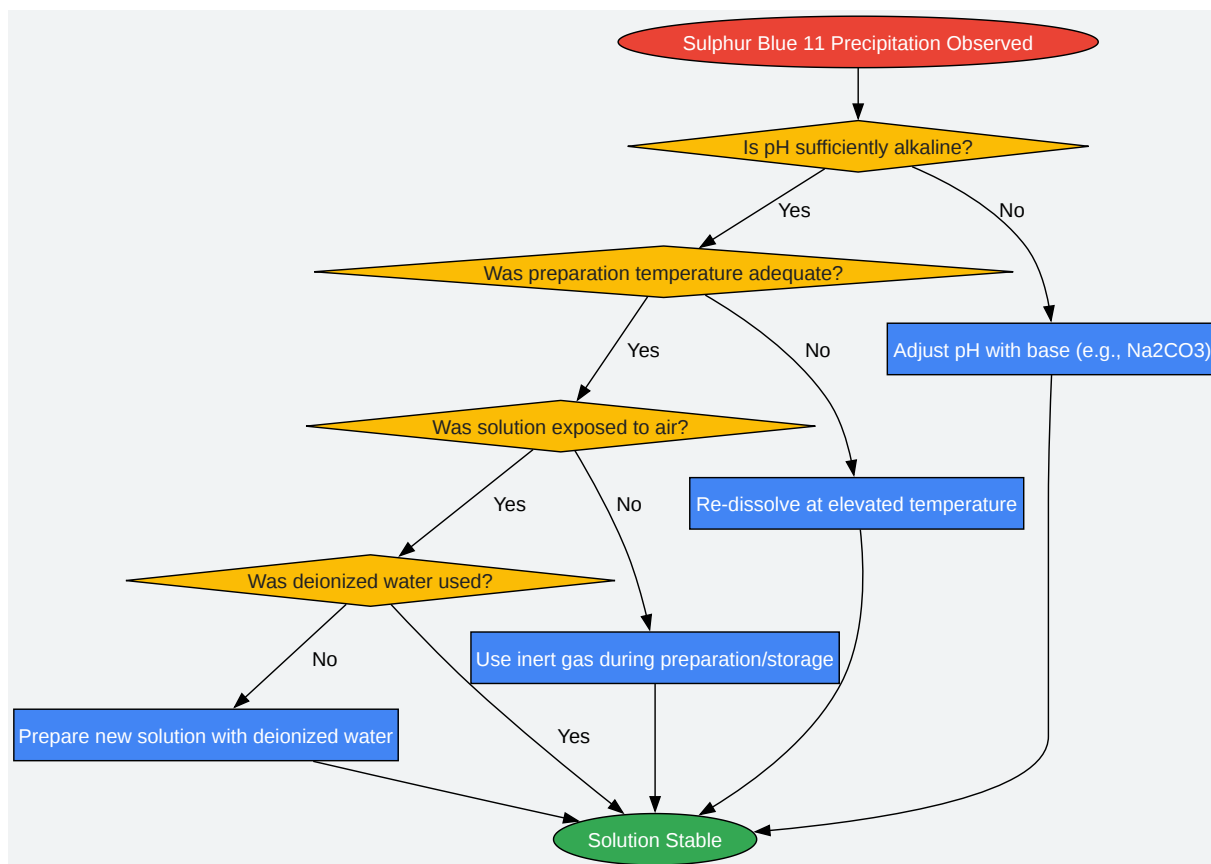 Sulphur Blue 11 Precipitation Observed
Is pH sufficiently alkaline?
Yes
No
Was preparation temperature adequate?
Yes
No
Adjust pH with base (e.g., Na2CO3)
Was solution exposed to air?
Yes
No
Re-dissolve at elevated temperature
Was deionized water used?
No
Yes
Use inert gas during preparation/storage
Prepare new solution with deionized water
Solution Stable